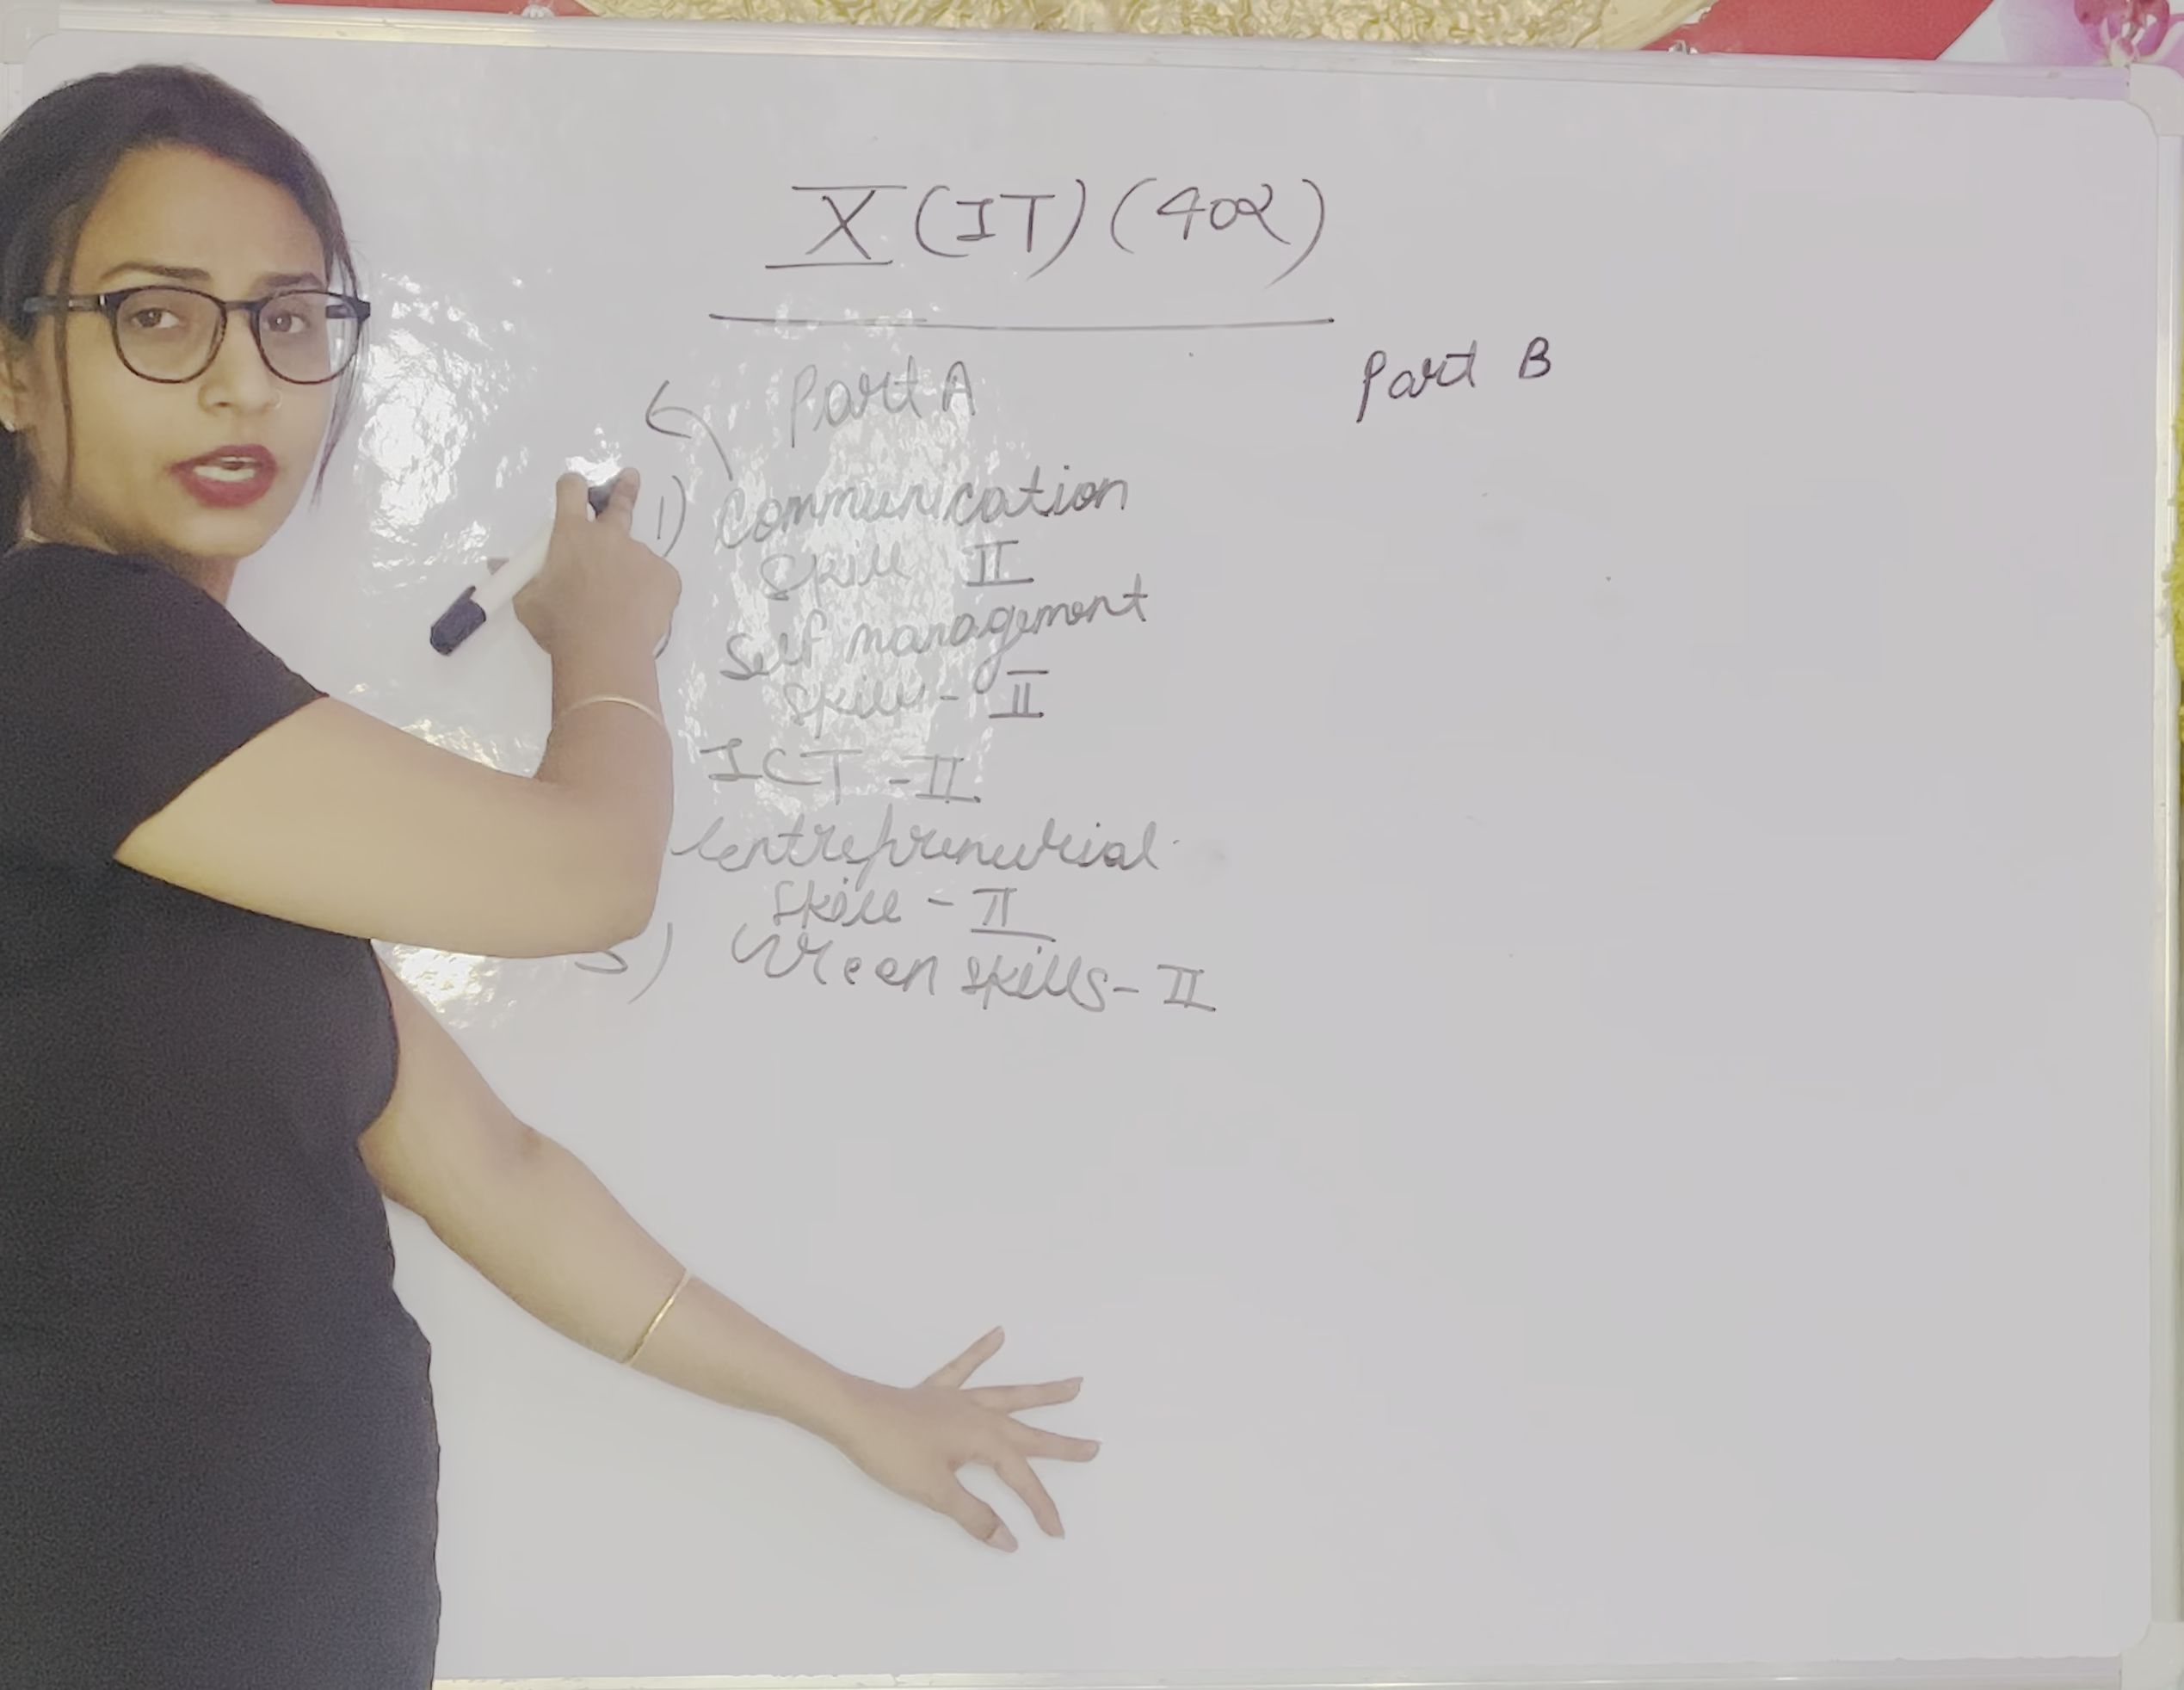 X (IT) (402)
Part A
Part B
1) Communication
Skill II
Self management
Skill - II
ICT - II
entreprenurial
Skill - II
5) Green skills - II